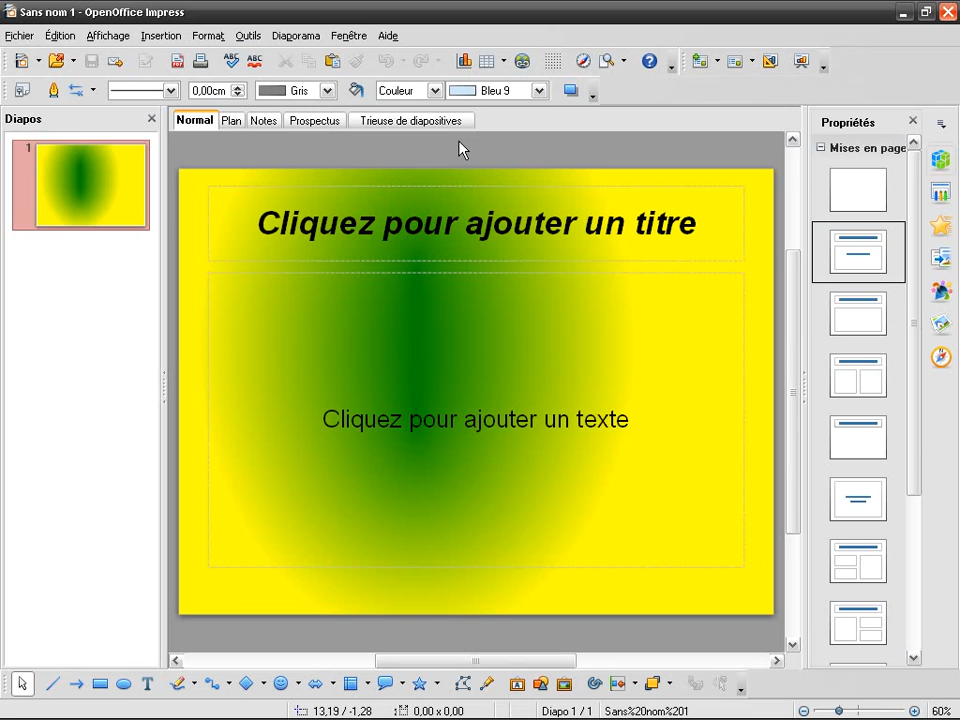 Sans nom 1 - OpenOffice Impress
Fichier Édition Affichage Insertion Format Outils Diaporama Fenêtre Aide
0,00cm Gris Couleur Bleu 9
Diapos
Normal Plan Notes Prospectus Trieuse de diapositives
Propriétés
Mises en page
1
Cliquez pour ajouter un titre
Cliquez pour ajouter un texte
13,19 / -1,28 0,00 x 0,00 Diapo 1 / 1 Sans%20nom%201 60%